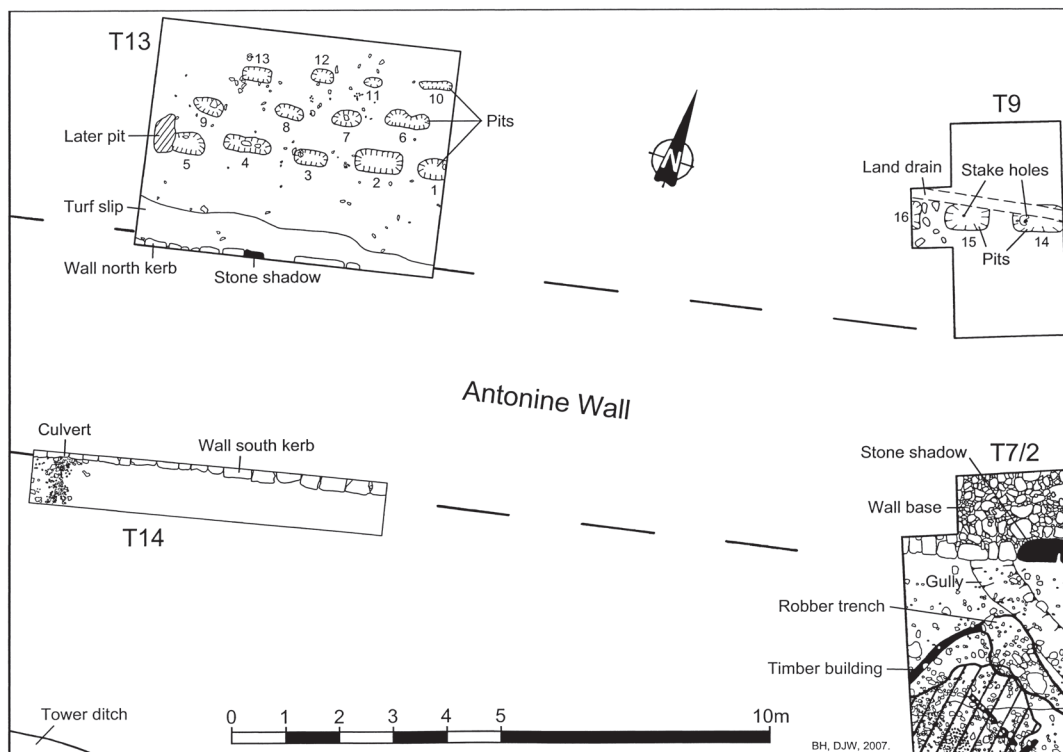 T13
13
12
11
10
Pits
9
8
7
6
Later pit
5
4
3
2
1
Turf slip
Wall north kerb
Stone shadow
N
T9
Land drain
Stake holes
16
15
14
Pits
Antonine Wall
Culvert
Wall south kerb
T14
Stone shadow
T7/2
Wall base
Gully
Robber trench
Timber building
Tower ditch
0 1 2 3 4 5 10m
BH, DJW, 2007.